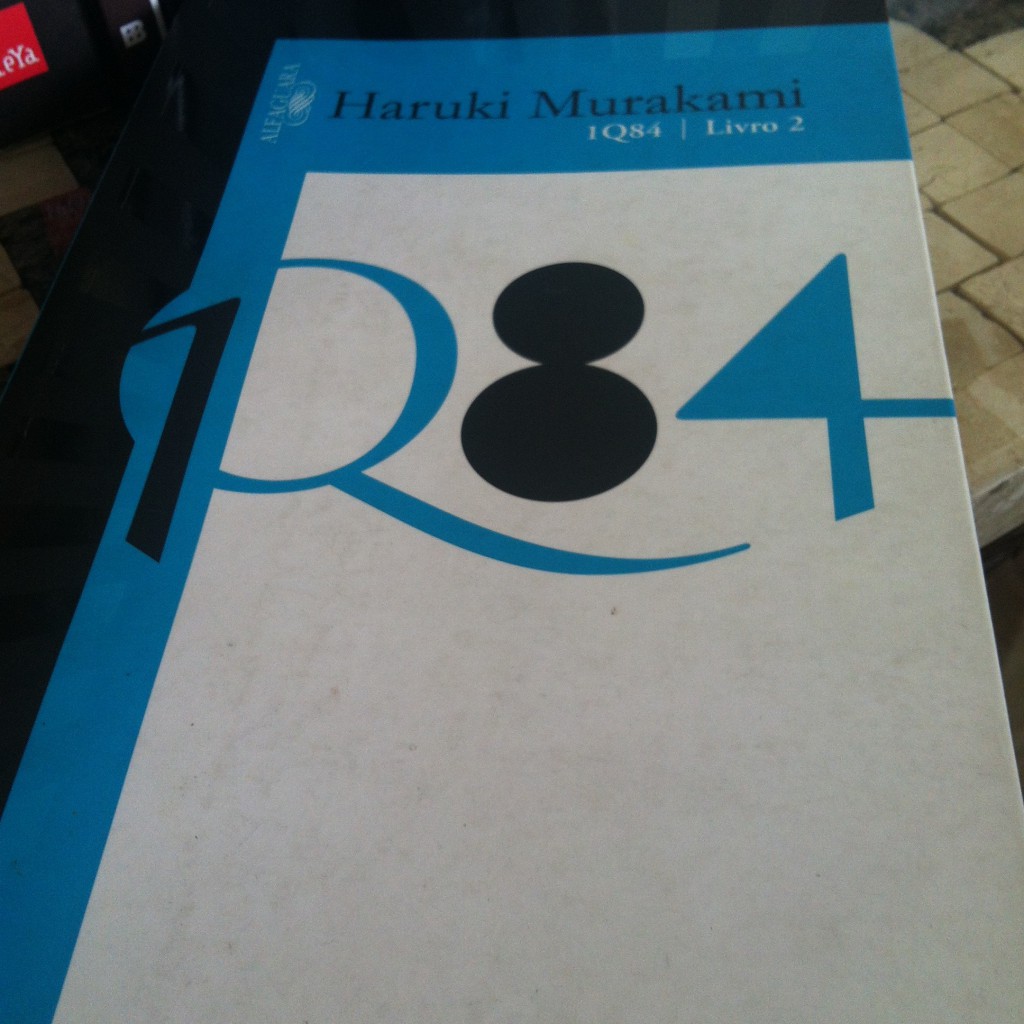 ALFAGUARA
Haruki Murakami
1Q84 | Livro 2
1Q84